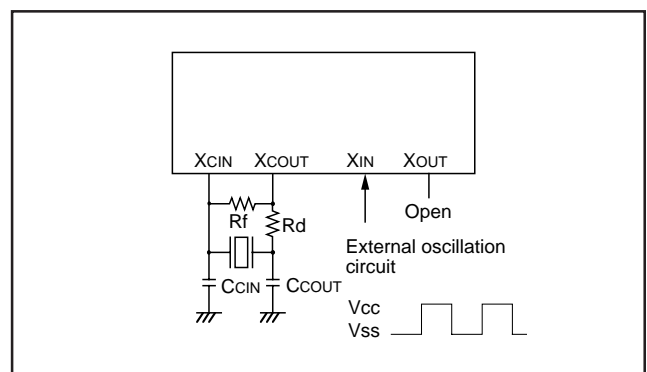 XCIN XCOUT XIN XOUT
Rf
Rd
Open
External oscillation
circuit
CCIN CCOUT
Vcc
Vss